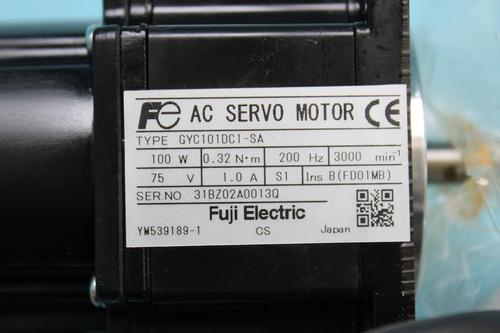 Fe AC SERVO MOTOR CE
TYPE GYC101DC1-SA
100 W 0.32 N·m 200 Hz 3000 min⁻¹
75 V 1.0 A S1 Ins. B(FD01MB)
SER.NO. 31BZ02A0013Q
Fuji Electric
YM539189-1 CS Japan